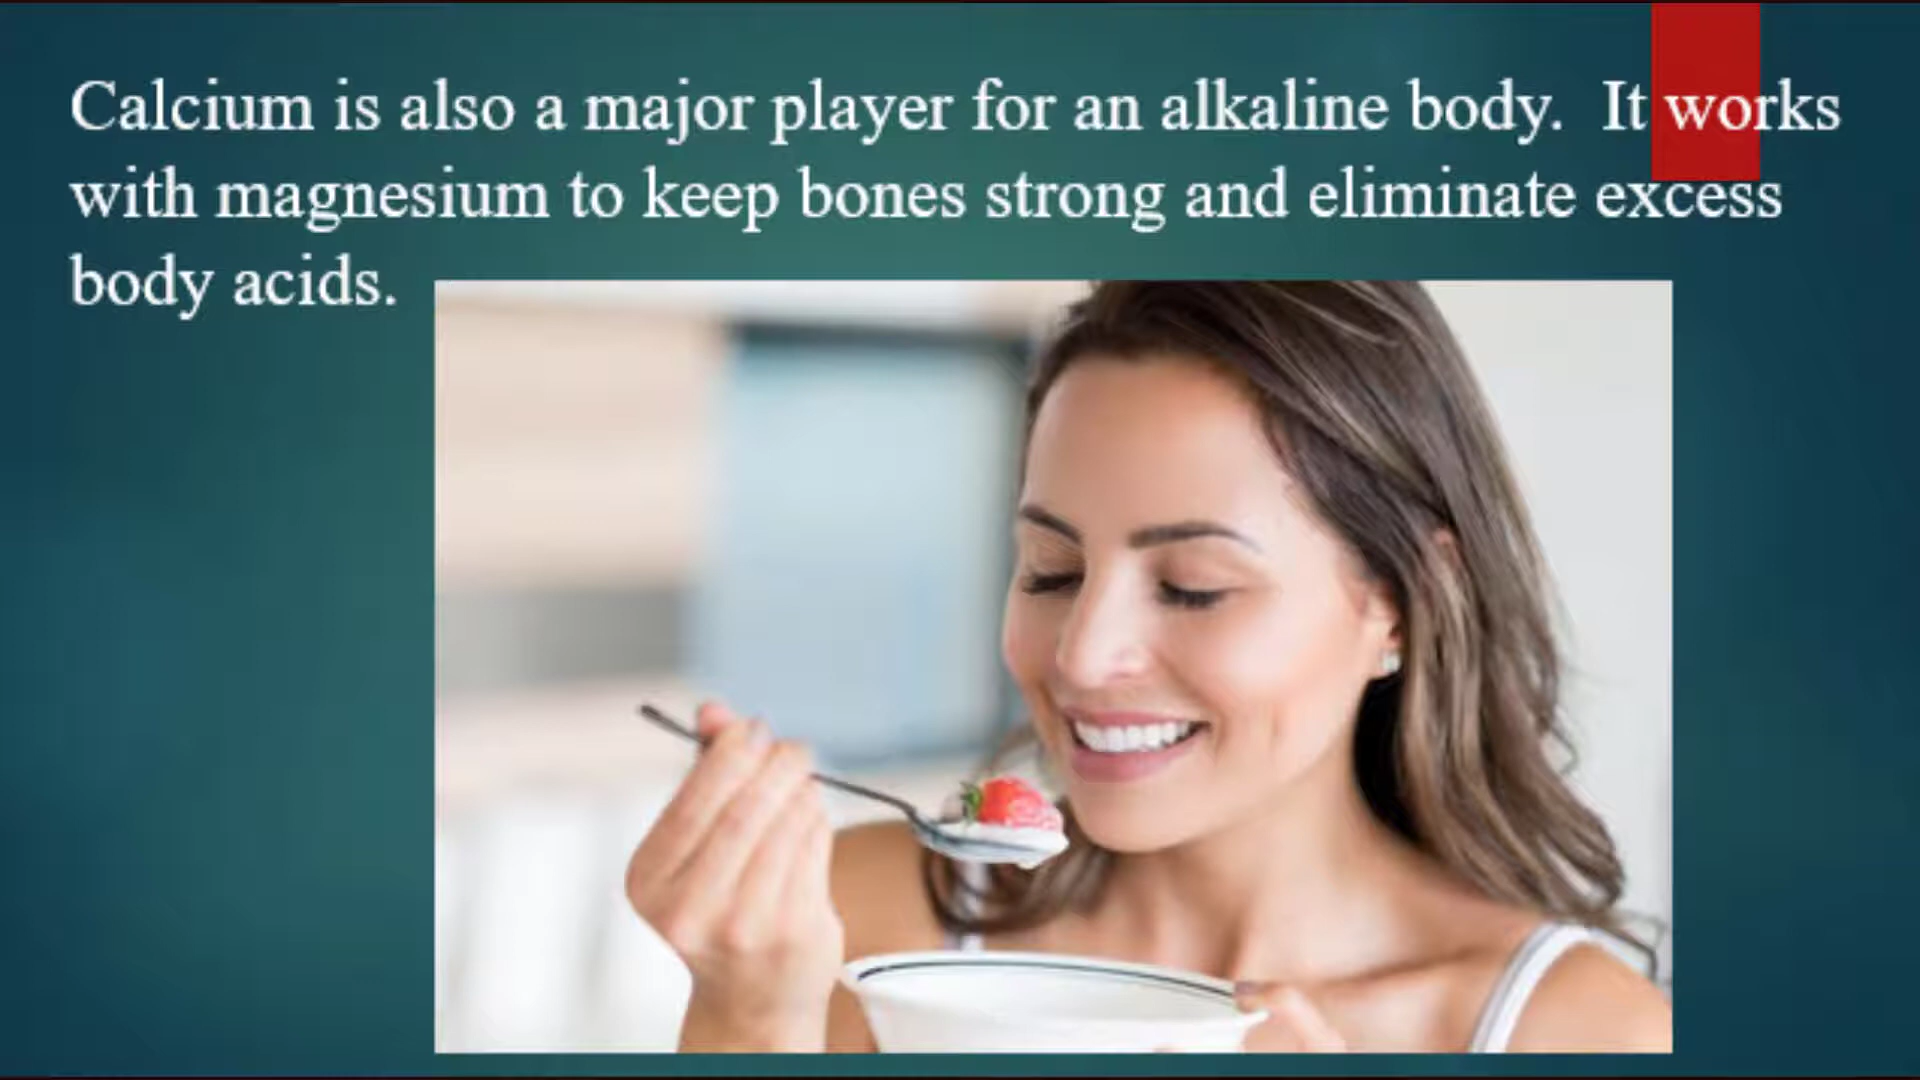 Calcium is also a major player for an alkaline body.  It works
with magnesium to keep bones strong and eliminate excess
body acids.